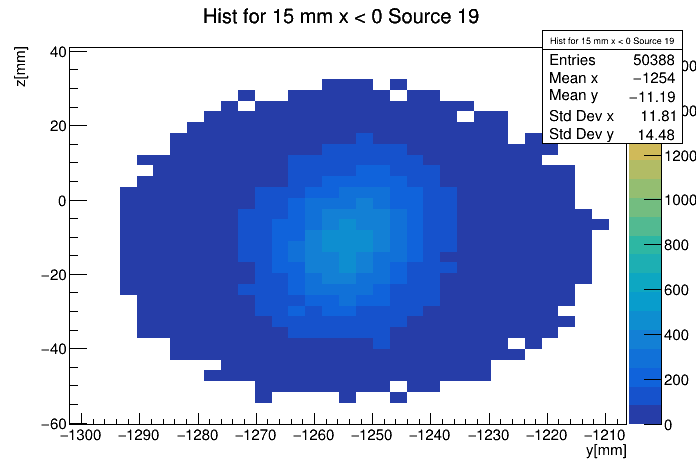 Hist for 15 mm x < 0 Source 19
Hist for 15 mm x < 0 Source 19
Entries 50388
Mean x −1254
Mean y −11.19
Std Dev x 11.81
Std Dev y 14.48
z[mm]
40
20
0
−20
−40
−60
−1300 −1290 −1280 −1270 −1260 −1250 −1240 −1230 −1220 −1210
y[mm]
1200
1000
800
600
400
200
0